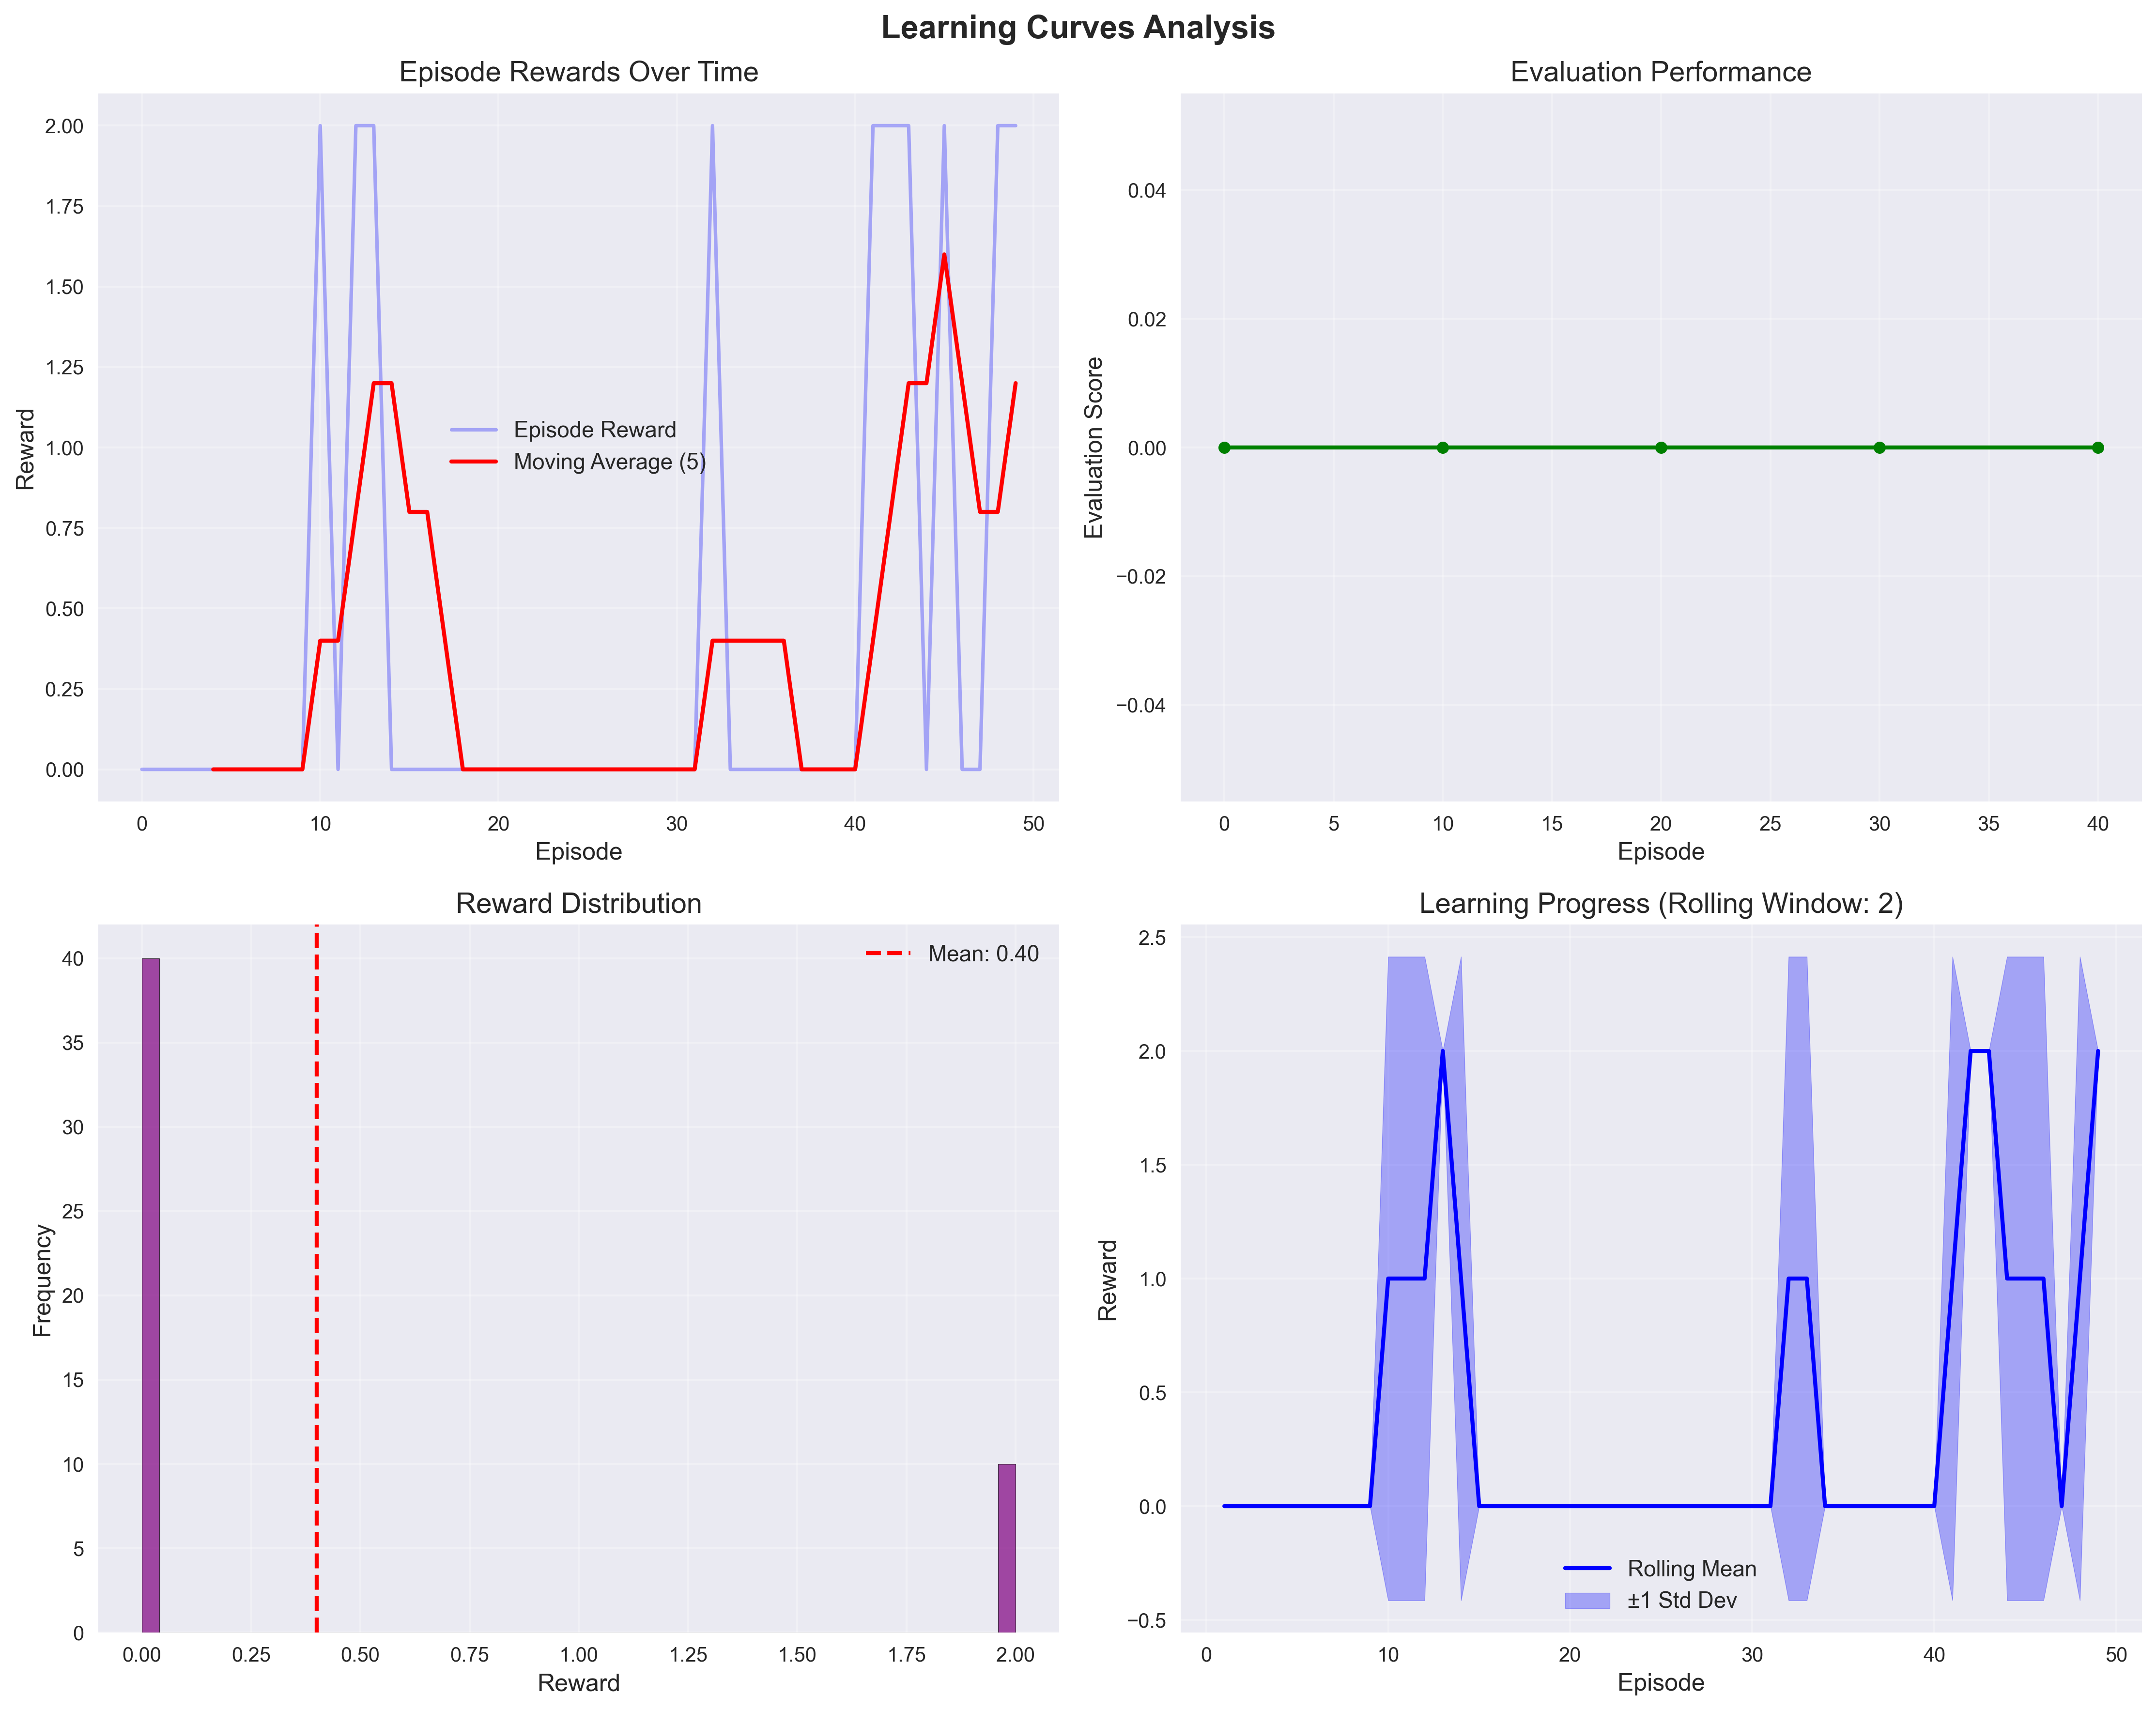 Learning Curves Analysis
Episode Rewards Over Time
2.00
1.75
1.50
1.25
1.00
0.75
0.50
0.25
0.00
Reward
Episode Reward
Moving Average (5)
0 10 20 30 40 50
Episode
Evaluation Performance
0.04
0.02
0.00
−0.02
−0.04
Evaluation Score
0 5 10 15 20 25 30 35 40
Episode
Reward Distribution
40
35
30
25
20
15
10
5
0
Frequency
Mean: 0.40
0.00 0.25 0.50 0.75 1.00 1.25 1.50 1.75 2.00
Reward
Learning Progress (Rolling Window: 2)
2.5
2.0
1.5
1.0
0.5
0.0
−0.5
Reward
Rolling Mean
±1 Std Dev
0 10 20 30 40 50
Episode